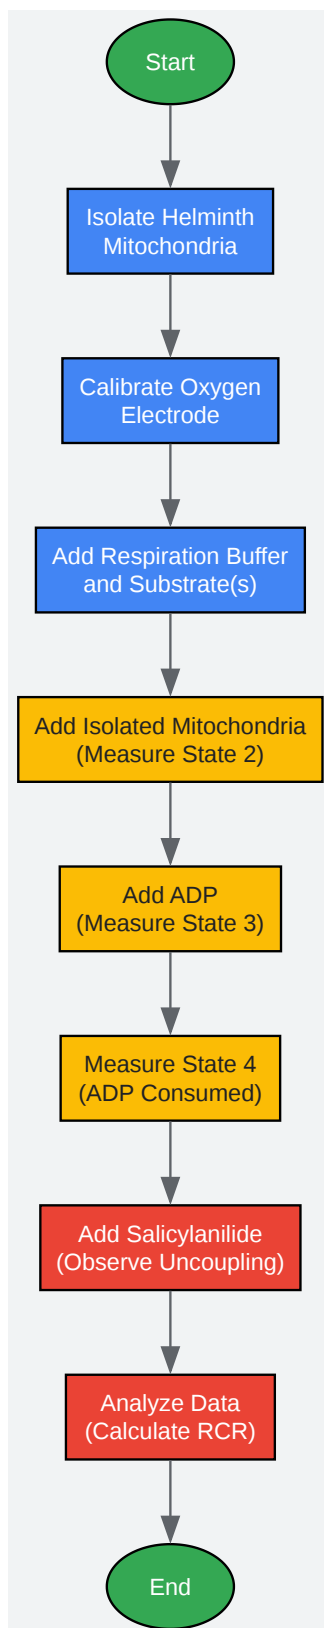 Start
Isolate Helminth
Mitochondria
Calibrate Oxygen
Electrode
Add Respiration Buffer
and Substrate(s)
Add Isolated Mitochondria
(Measure State 2)
Add ADP
(Measure State 3)
Measure State 4
(ADP Consumed)
Add Salicylanilide
(Observe Uncoupling)
Analyze Data
(Calculate RCR)
End